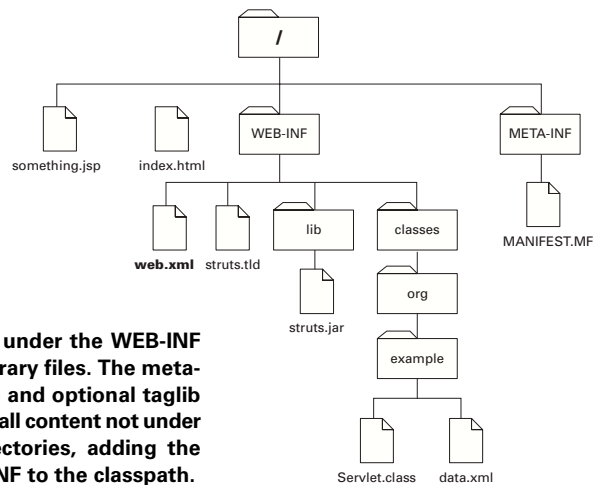 /
something.jsp
index.html
WEB-INF
META-INF
MANIFEST.MF
web.xml
struts.tld
lib
classes
struts.jar
org
example
Servlet.class
data.xml
under the WEB-INF
rary files. The meta-
and optional taglib
all content not under
ectories, adding the
NF to the classpath.